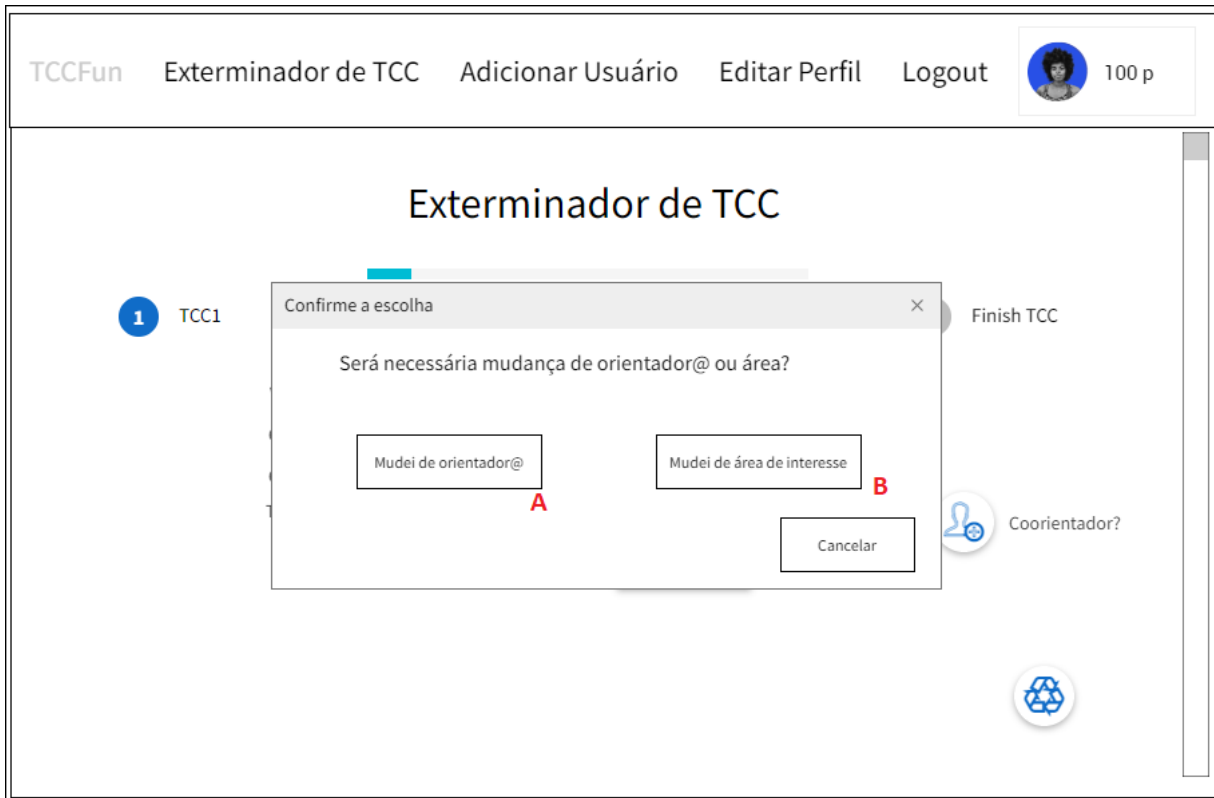 TCCFun Exterminador de TCC Adicionar Usuário Editar Perfil Logout 100 p
Exterminador de TCC
1 TCC1
Finish TCC
Confirme a escolha
Será necessária mudança de orientador@ ou área?
Mudei de orientador@
A
Mudei de área de interesse
B
Cancelar
Coorientador?